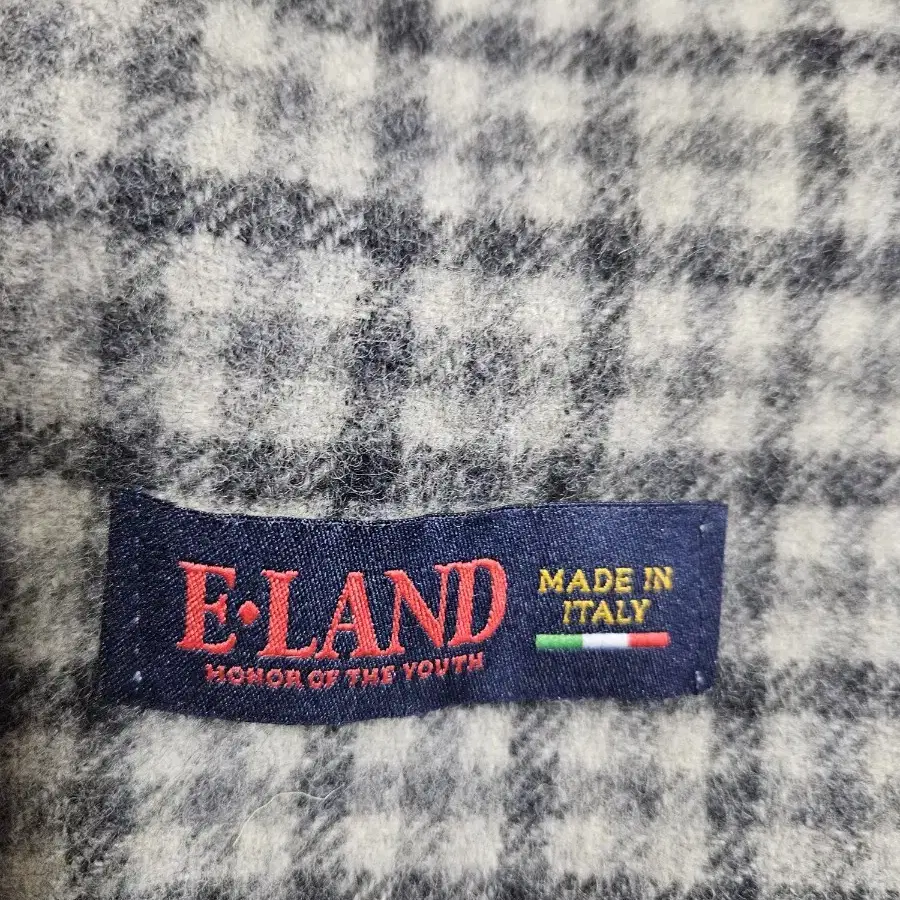 E·LAND
HONOR OF THE YOUTH
MADE IN
ITALY